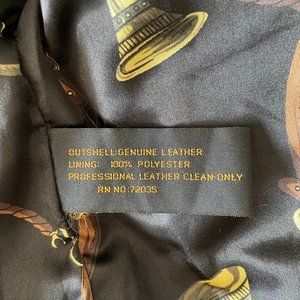 OUTSHELL:GENUINE LEATHER
LINING: 100% POLYESTER
PROFESSIONAL LEATHER CLEAN ONLY
RN NO:72035